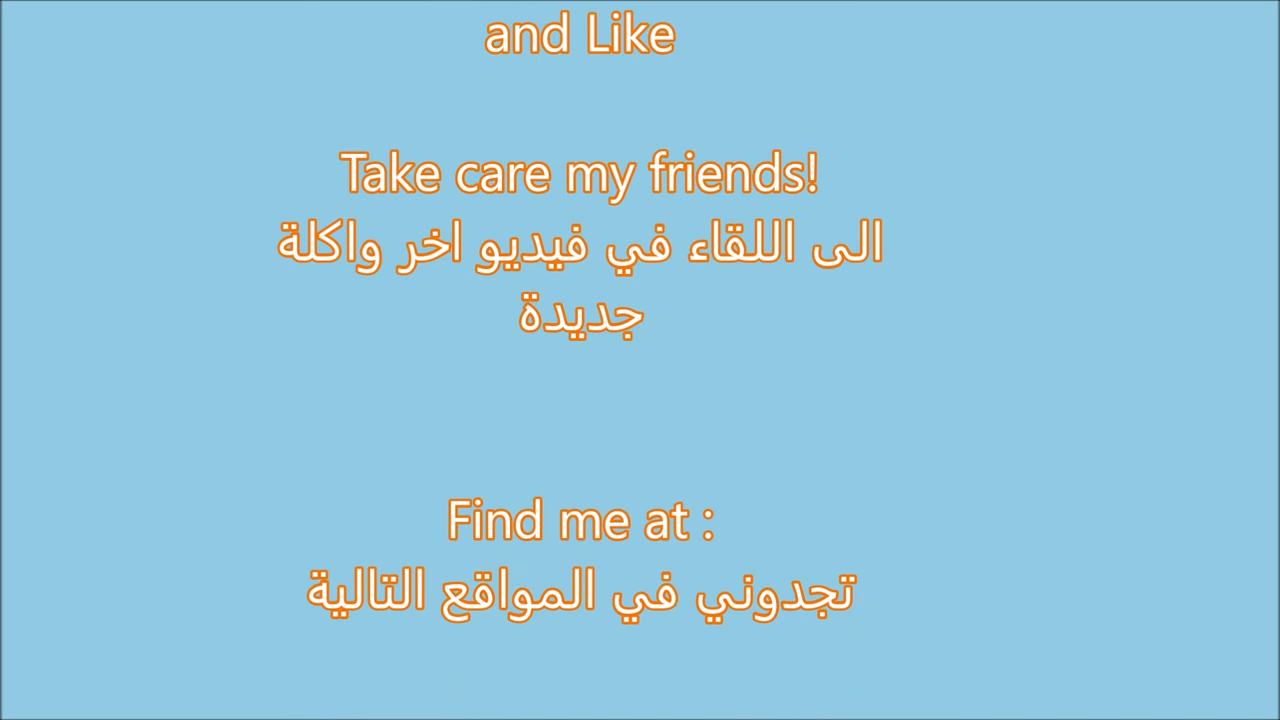 and Like
Take care my friends!
الى اللقاء في فيديو اخر واكلة
جديدة
Find me at :
تجدوني في المواقع التالية